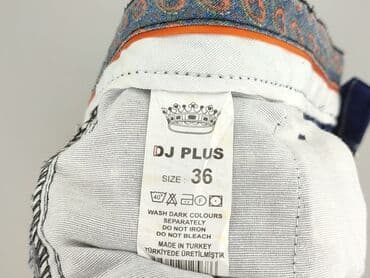 DJ PLUS
SIZE : 36
40
WASH DARK COLOURS
SEPARATELY
DO NOT IRON
DO NOT BLEACH
MADE IN TURKEY
TÜRKİYEDE ÜRETİLMİŞTİR